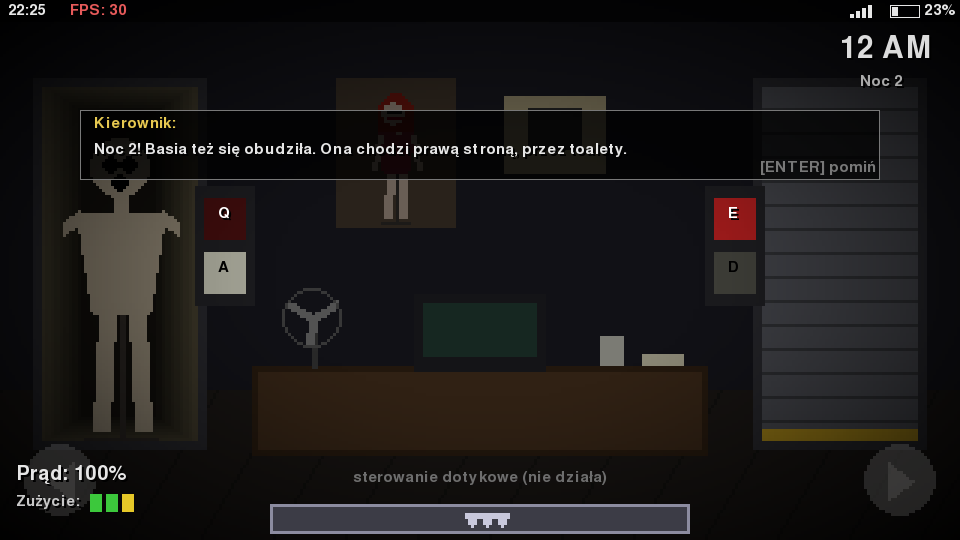 22:25 FPS: 30 23%
12 AM
Noc 2
Kierownik:
Noc 2! Basia też się obudziła. Ona chodzi prawą stroną, przez toalety.
[ENTER] pomiń
Q E
A D
Prąd: 100%
sterowanie dotykowe (nie działa)
Zużycie: